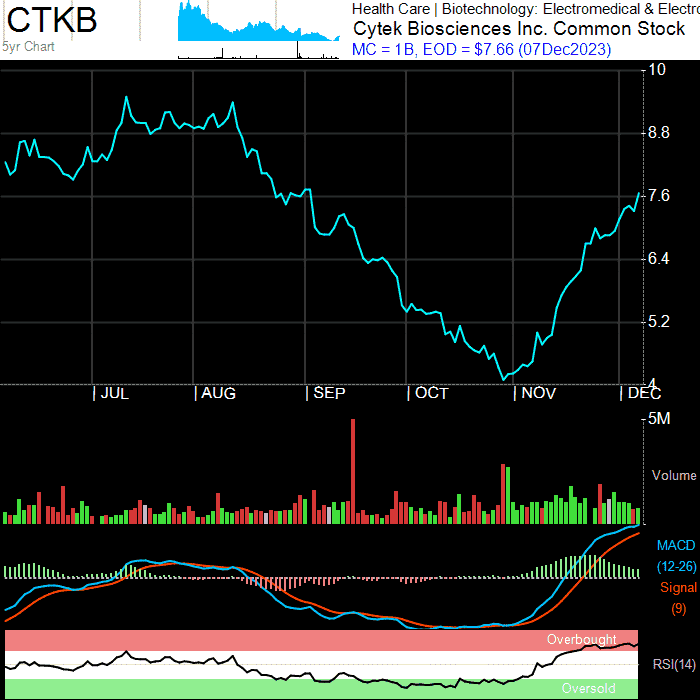 CTKB
5yr Chart
Health Care | Biotechnology: Electromedical & Electro
Cytek Biosciences Inc. Common Stock
MC = 1B, EOD = $7.66 (07Dec2023)
10
8.8
7.6
6.4
5.2
4
| JUL | AUG | SEP | OCT | NOV | DEC
5M
Volume
MACD
(12-26)
Signal
(9)
Overbought
RSI(14)
Oversold